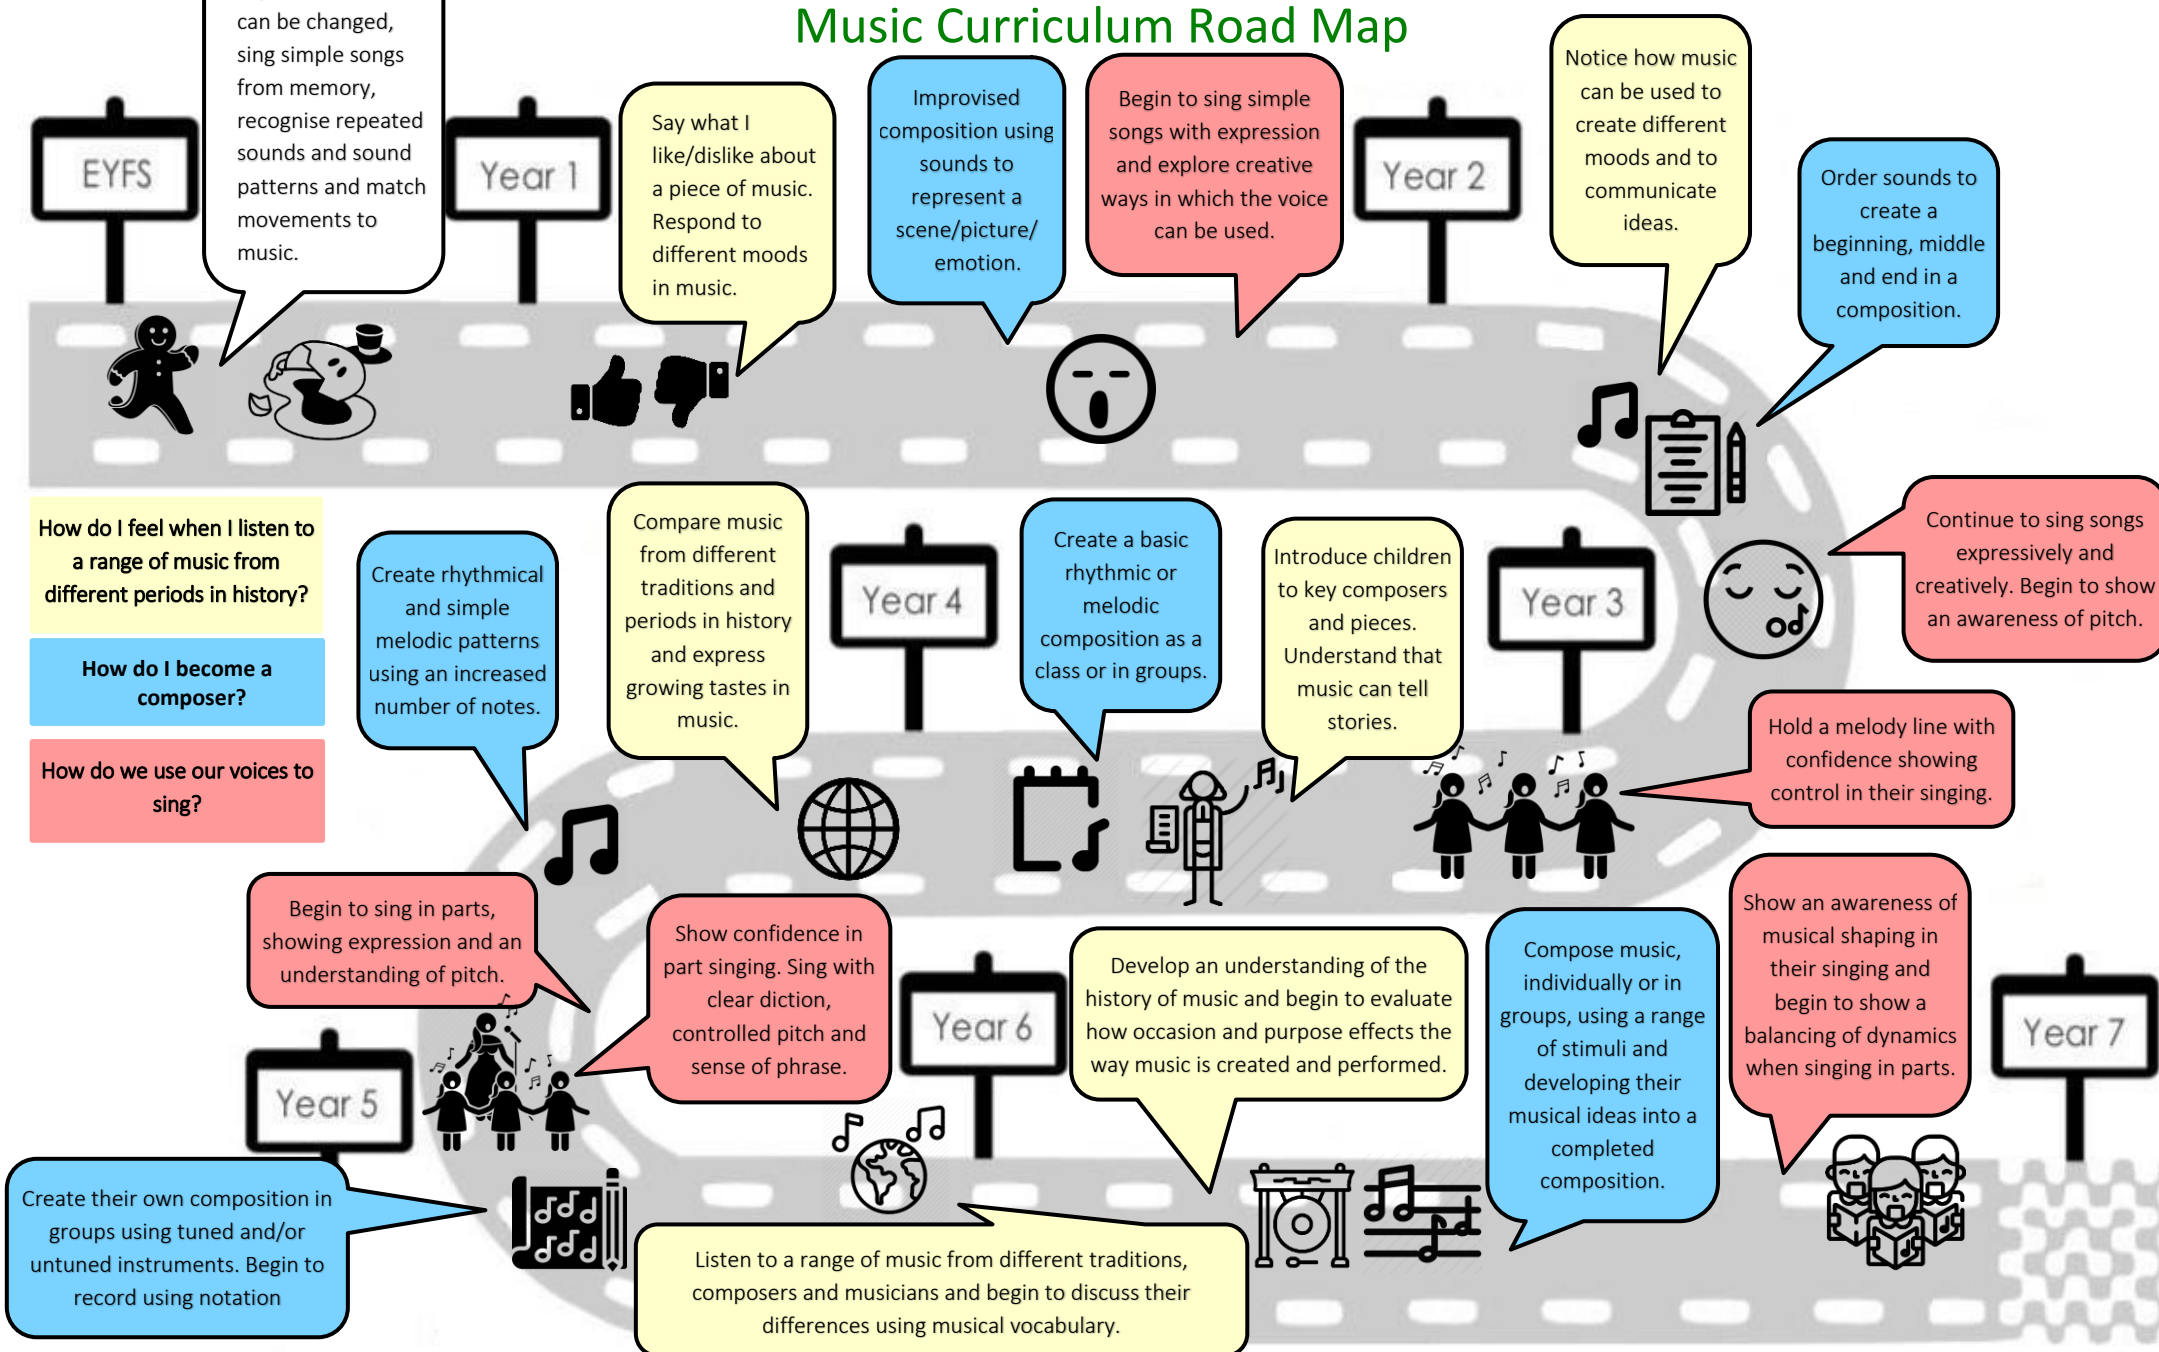 Music Curriculum Road Map
EYFS
can be changed,
sing simple songs
from memory,
recognise repeated
sounds and sound
patterns and match
movements to
music.
Year 1
Say what I
like/dislike about
a piece of music.
Respond to
different moods
in music.
Improvised
composition using
sounds to
represent a
scene/picture/
emotion.
Begin to sing simple
songs with expression
and explore creative
ways in which the voice
can be used.
Year 2
Notice how music
can be used to
create different
moods and to
communicate
ideas.
Order sounds to
create a
beginning, middle
and end in a
composition.
Continue to sing songs
expressively and
creatively. Begin to show
an awareness of pitch.
How do I feel when I listen to
a range of music from
different periods in history?
How do I become a
composer?
How do we use our voices to
sing?
Year 3
Hold a melody line with
confidence showing
control in their singing.
Introduce children
to key composers
and pieces.
Understand that
music can tell
stories.
Create a basic
rhythmic or
melodic
composition as a
class or in groups.
Year 4
Compare music
from different
traditions and
periods in history
and express
growing tastes in
music.
Create rhythmical
and simple
melodic patterns
using an increased
number of notes.
Begin to sing in parts,
showing expression and an
understanding of pitch.
Year 5
Show confidence in
part singing. Sing with
clear diction,
controlled pitch and
sense of phrase.
Create their own composition in
groups using tuned and/or
untuned instruments. Begin to
record using notation
Listen to a range of music from different traditions,
composers and musicians and begin to discuss their
differences using musical vocabulary.
Year 6
Develop an understanding of the
history of music and begin to evaluate
how occasion and purpose effects the
way music is created and performed.
Compose music,
individually or in
groups, using a range
of stimuli and
developing their
musical ideas into a
completed
composition.
Show an awareness of
musical shaping in
their singing and
begin to show a
balancing of dynamics
when singing in parts.
Year 7